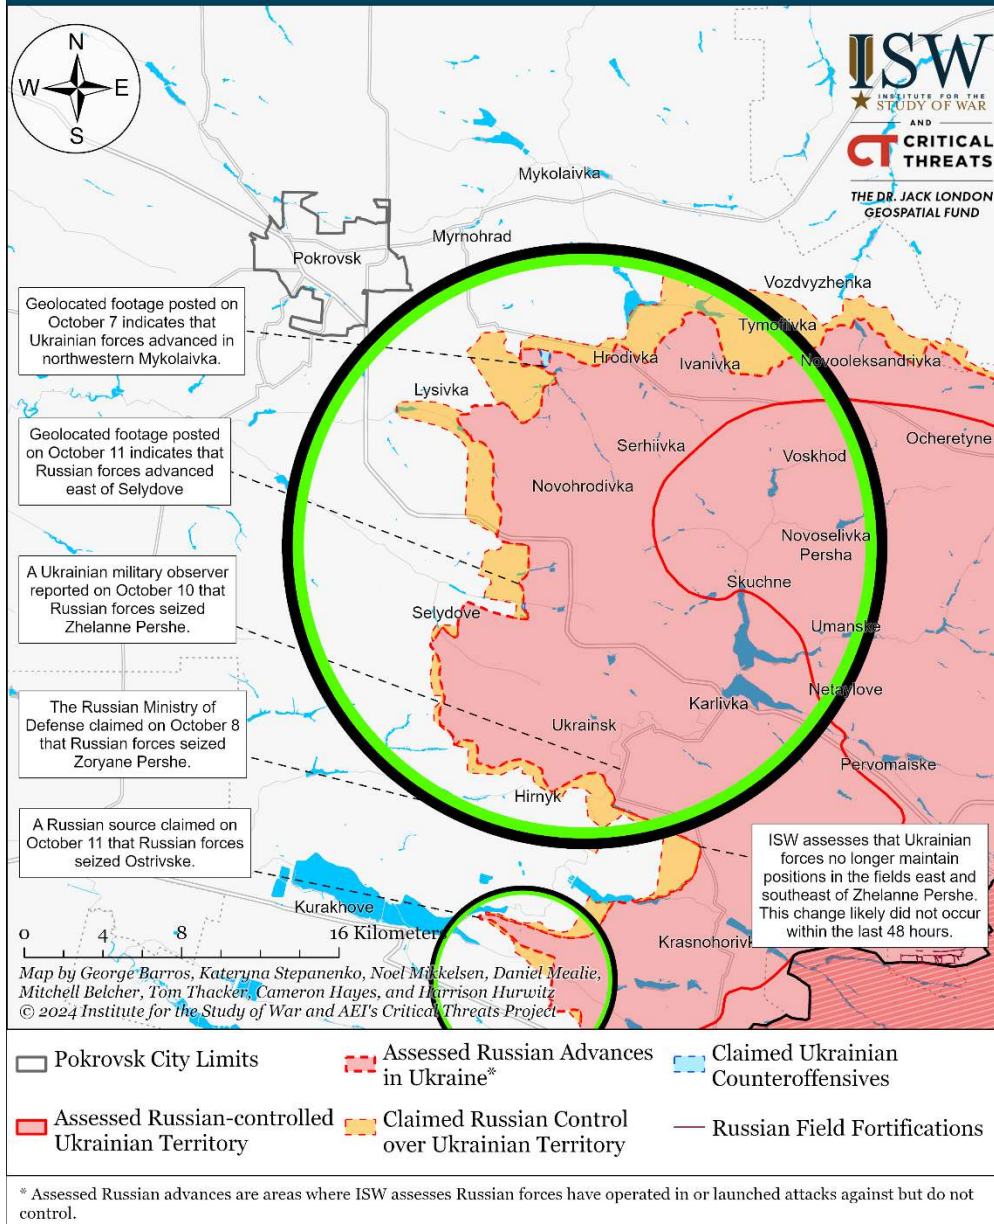 N
W E
S
ISW
INSTITUTE FOR THE
STUDY OF WAR
AND
CT CRITICAL
THREATS
THE DR. JACK LONDON
GEOSPATIAL FUND
Mykolaivka
Myrnohrad
Pokrovsk
Vozdvyzhenka
Geolocated footage posted on
October 7 indicates that
Ukrainian forces advanced in
northwestern Mykolaivka.
Tymofiivka
Hrodivka
Ivanivka
Novooleksandrivka
Lysivka
Geolocated footage posted
on October 11 indicates that
Russian forces advanced
east of Selydove
Serhiivka
Ocheretyne
Voskhod
Novohrodivka
Novoselivka
Persha
A Ukrainian military observer
reported on October 10 that
Russian forces seized
Zhelanne Pershe.
Skuchne
Selydove
Umanske
Netaylove
Karlivka
The Russian Ministry of
Defense claimed on October 8
that Russian forces seized
Zoryane Pershe.
Ukrainsk
Pervomaiske
Hirnyk
A Russian source claimed on
October 11 that Russian forces
seized Ostrivske.
ISW assesses that Ukrainian
forces no longer maintain
positions in the fields east and
southeast of Zhelanne Pershe.
This change likely did not occur
within the last 48 hours.
Kurakhove
0 4 8 16 Kilometers
Map by George Barros, Kateryna Stepanenko, Noel Mikkelsen, Daniel Mealie,
Mitchell Belcher, Tom Thacker, Cameron Hayes, and Harrison Hurwitz
© 2024 Institute for the Study of War and AEI's Critical Threats Project
Pokrovsk City Limits
Assessed Russian Advances
in Ukraine*
Claimed Ukrainian
Counteroffensives
Assessed Russian-controlled
Ukrainian Territory
Claimed Russian Control
over Ukrainian Territory
Russian Field Fortifications
* Assessed Russian advances are areas where ISW assesses Russian forces have operated in or launched attacks against but do not
control.